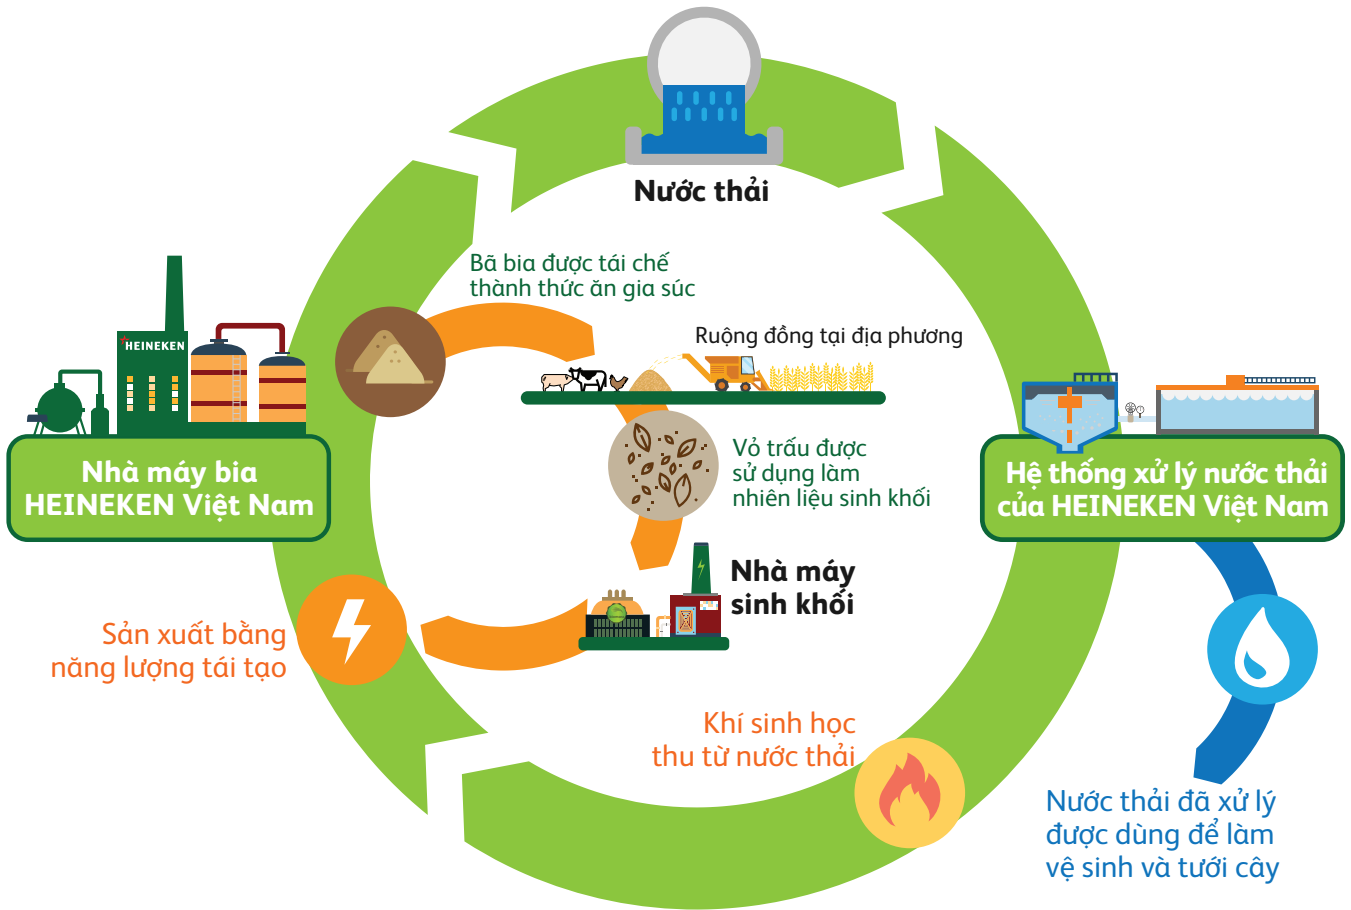 Nước thải
Bã bia được tái chế
thành thức ăn gia súc
Ruộng đồng tại địa phương
HEINEKEN
Nhà máy bia
HEINEKEN Việt Nam
Vỏ trấu được
sử dụng làm
nhiên liệu sinh khối
Hệ thống xử lý nước thải
của HEINEKEN Việt Nam
Nhà máy
sinh khối
Sản xuất bằng
năng lượng tái tạo
Khí sinh học
thu từ nước thải
Nước thải đã xử lý
được dùng để làm
vệ sinh và tưới cây